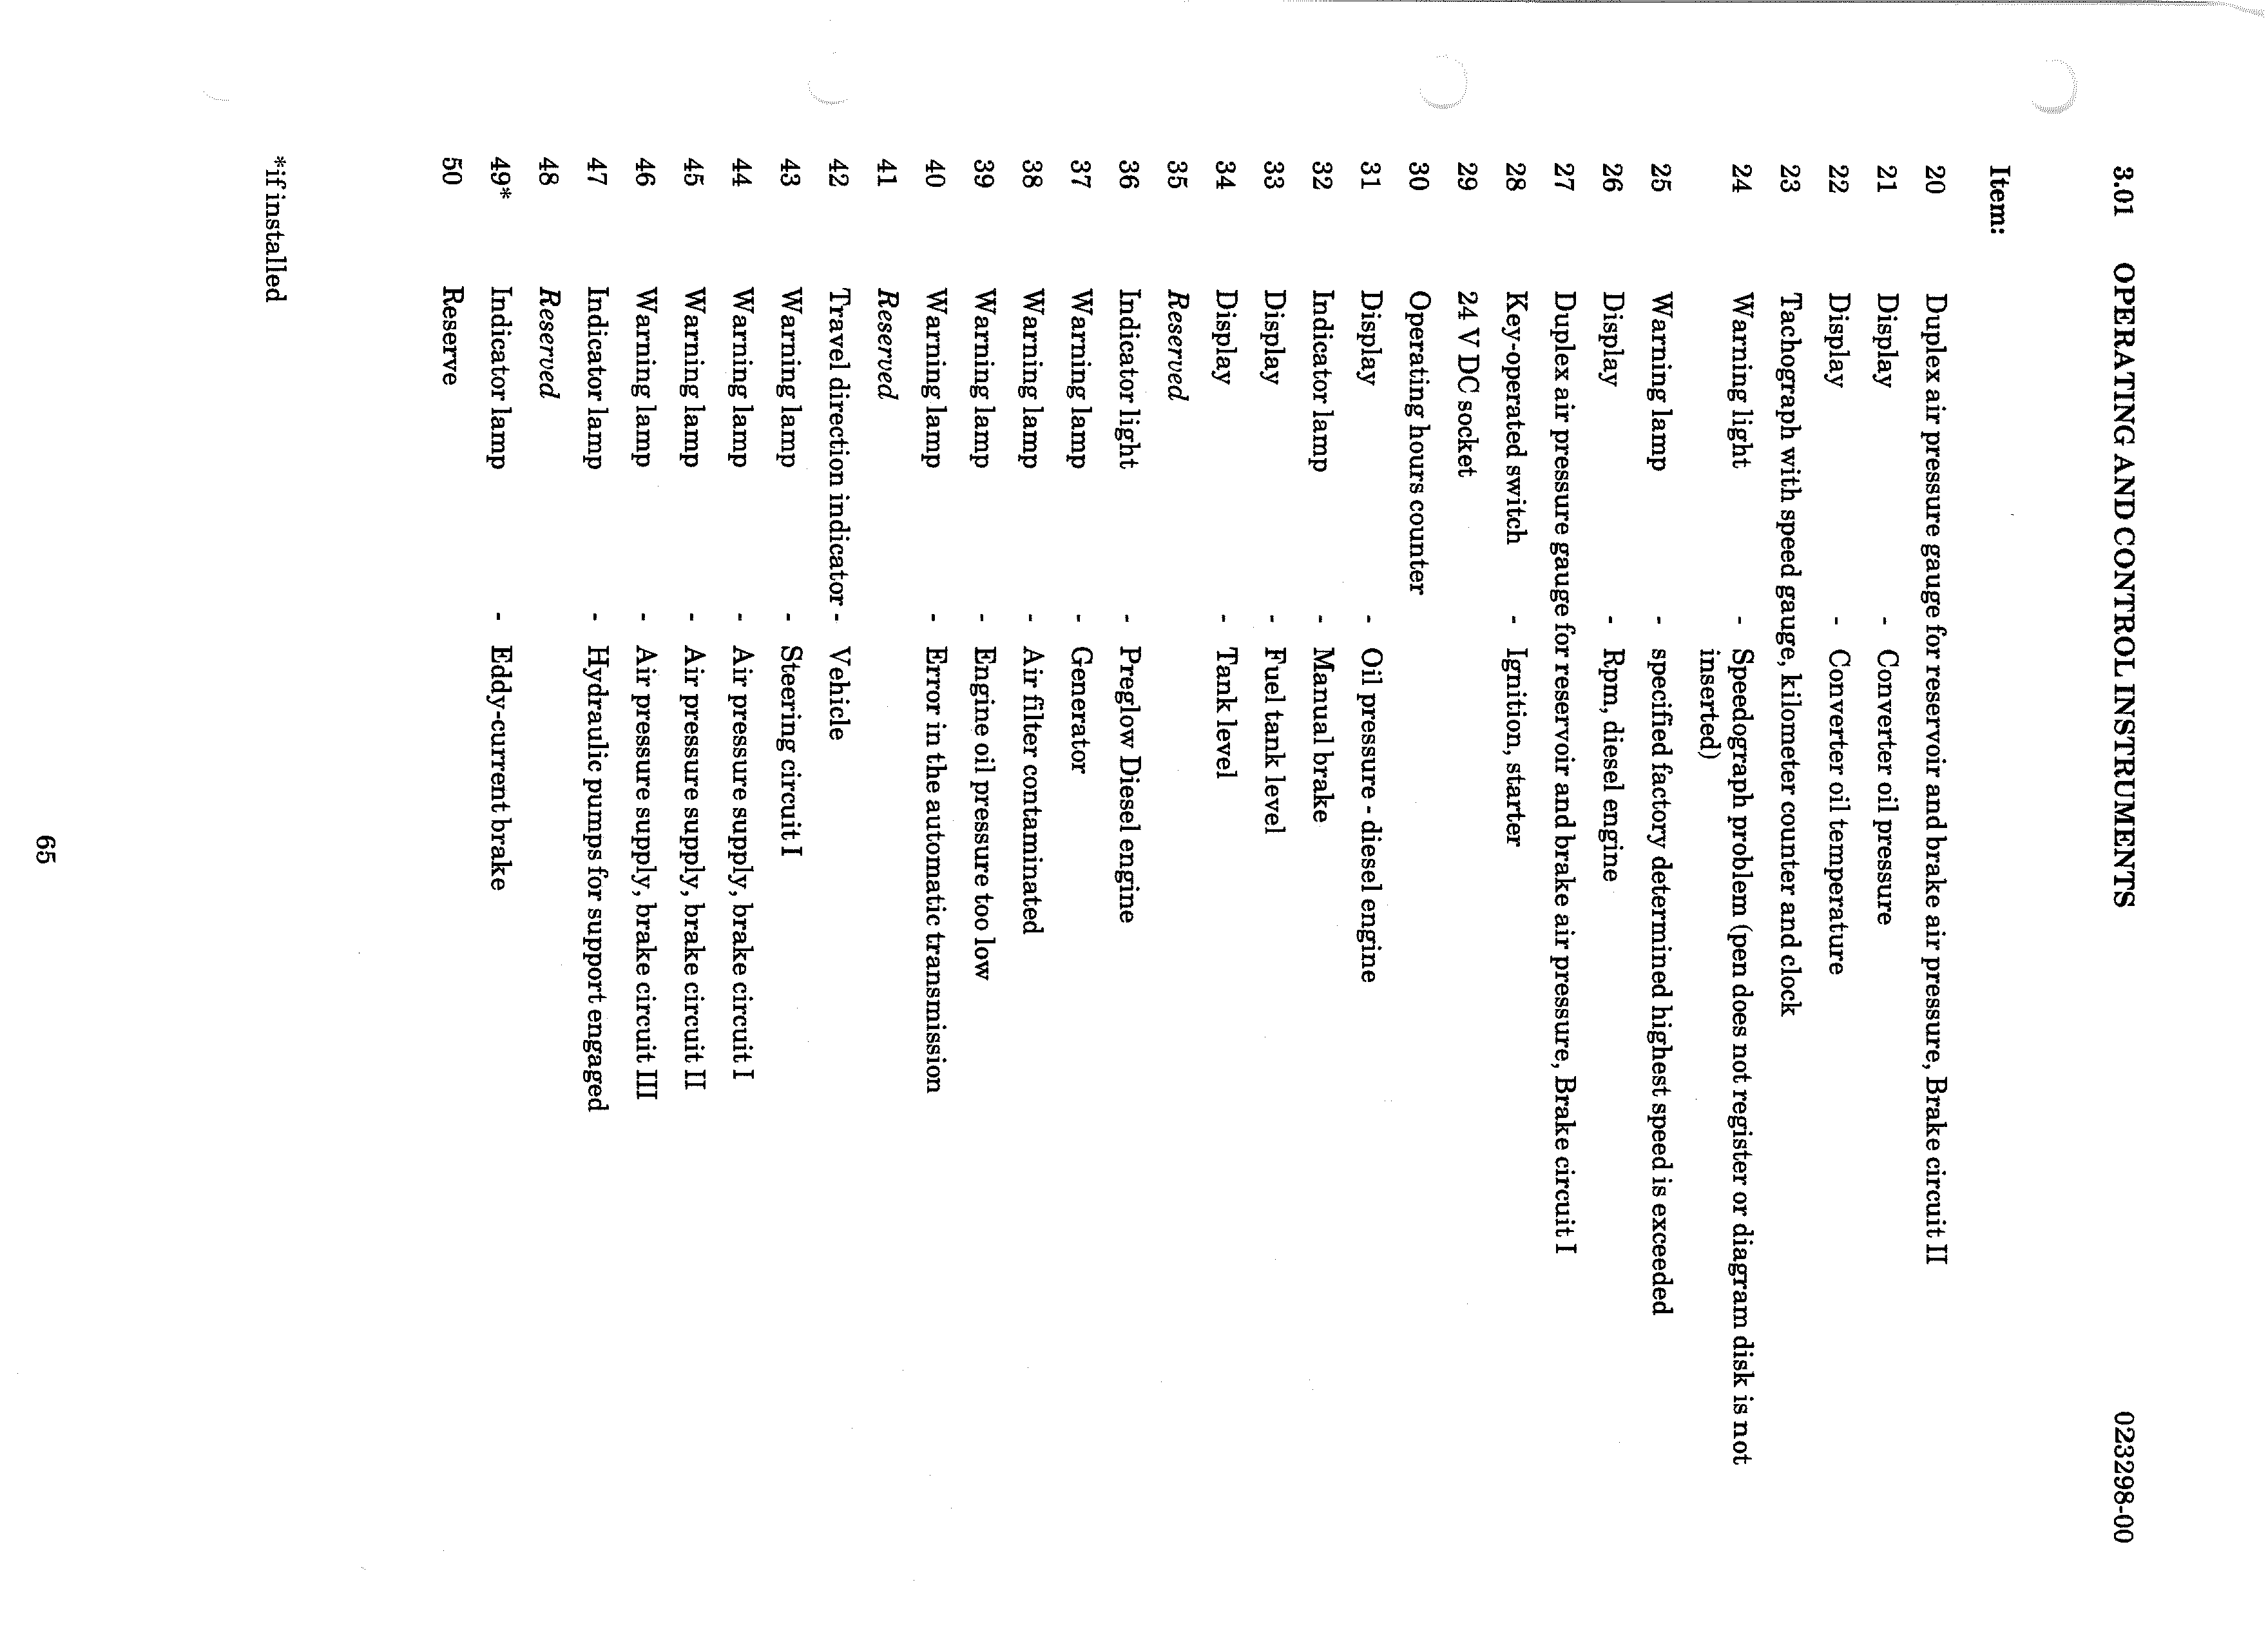 3.01 OPERATING AND CONTROL INSTRUMENTS 023298-00
Item:
20 Duplex air pressure gauge for reservoir and brake air pressure, Brake circuit II
21 Display - Converter oil pressure
22 Display - Converter oil temperature
23 Tachograph with speed gauge, kilometer counter and clock
24 Warning light - Speedograph problem (pen does not register or diagram disk is not
inserted)
25 Warning lamp - specified factory determined highest speed is exceeded
26 Display - Rpm, diesel engine
27 Duplex air pressure gauge for reservoir and brake air pressure, Brake circuit I
28 Key-operated switch - Ignition, starter
29 24 V DC socket
30 Operating hours counter
31 Display - Oil pressure - diesel engine
32 Indicator lamp - Manual brake
33 Display - Fuel tank level
34 Display - Tank level
35 Reserved
36 Indicator light - Preglow Diesel engine
37 Warning lamp - Generator
38 Warning lamp - Air filter contaminated
39 Warning lamp - Engine oil pressure too low
40 Warning lamp - Error in the automatic transmission
41 Reserved
42 Travel direction indicator - Vehicle
43 Warning lamp - Steering circuit I
44 Warning lamp - Air pressure supply, brake circuit I
45 Warning lamp - Air pressure supply, brake circuit II
46 Warning lamp - Air pressure supply, brake circuit III
47 Indicator lamp - Hydraulic pumps for support engaged
48 Reserved
49* Indicator lamp - Eddy-current brake
50 Reserve
*if installed
65